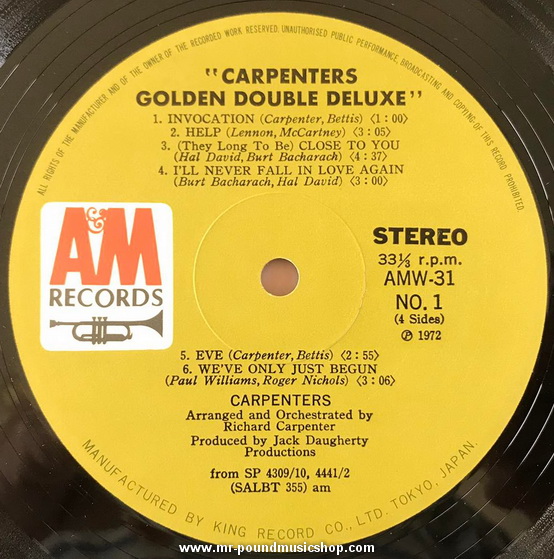 ALL RIGHTS OF THE MANUFACTURER AND OF THE OWNER OF THE RECORDED WORK RESERVED. UNAUTHORISED PUBLIC PERFORMANCE, BROADCASTING AND COPYING OF THIS RECORD PROHIBITED
"CARPENTERS
GOLDEN DOUBLE DELUXE"
1. INVOCATION (Carpenter, Bettis) ⟨1:00⟩
2. HELP (Lennon, McCartney) ⟨3:05⟩
3. (They Long To Be) CLOSE TO YOU
(Hal David, Burt Bacharach) ⟨4:37⟩
4. I'LL NEVER FALL IN LOVE AGAIN
(Burt Bacharach, Hal David) ⟨3:00⟩
A&M
RECORDS
STEREO
33⅓ r.p.m.
AMW-31
NO. 1
(4 Sides)
Ⓟ 1972
5. EVE (Carpenter, Bettis) ⟨2:55⟩
6. WE'VE ONLY JUST BEGUN
(Paul Williams, Roger Nichols) ⟨3:06⟩
CARPENTERS
Arranged and Orchestrated by
Richard Carpenter
Produced by Jack Daugherty
Productions
from SP 4309/10, 4441/2
(SALBT 355) am
MANUFACTURED BY KING RECORD CO., LTD. TOKYO, JAPAN.
www.mr-poundmusicshop.com